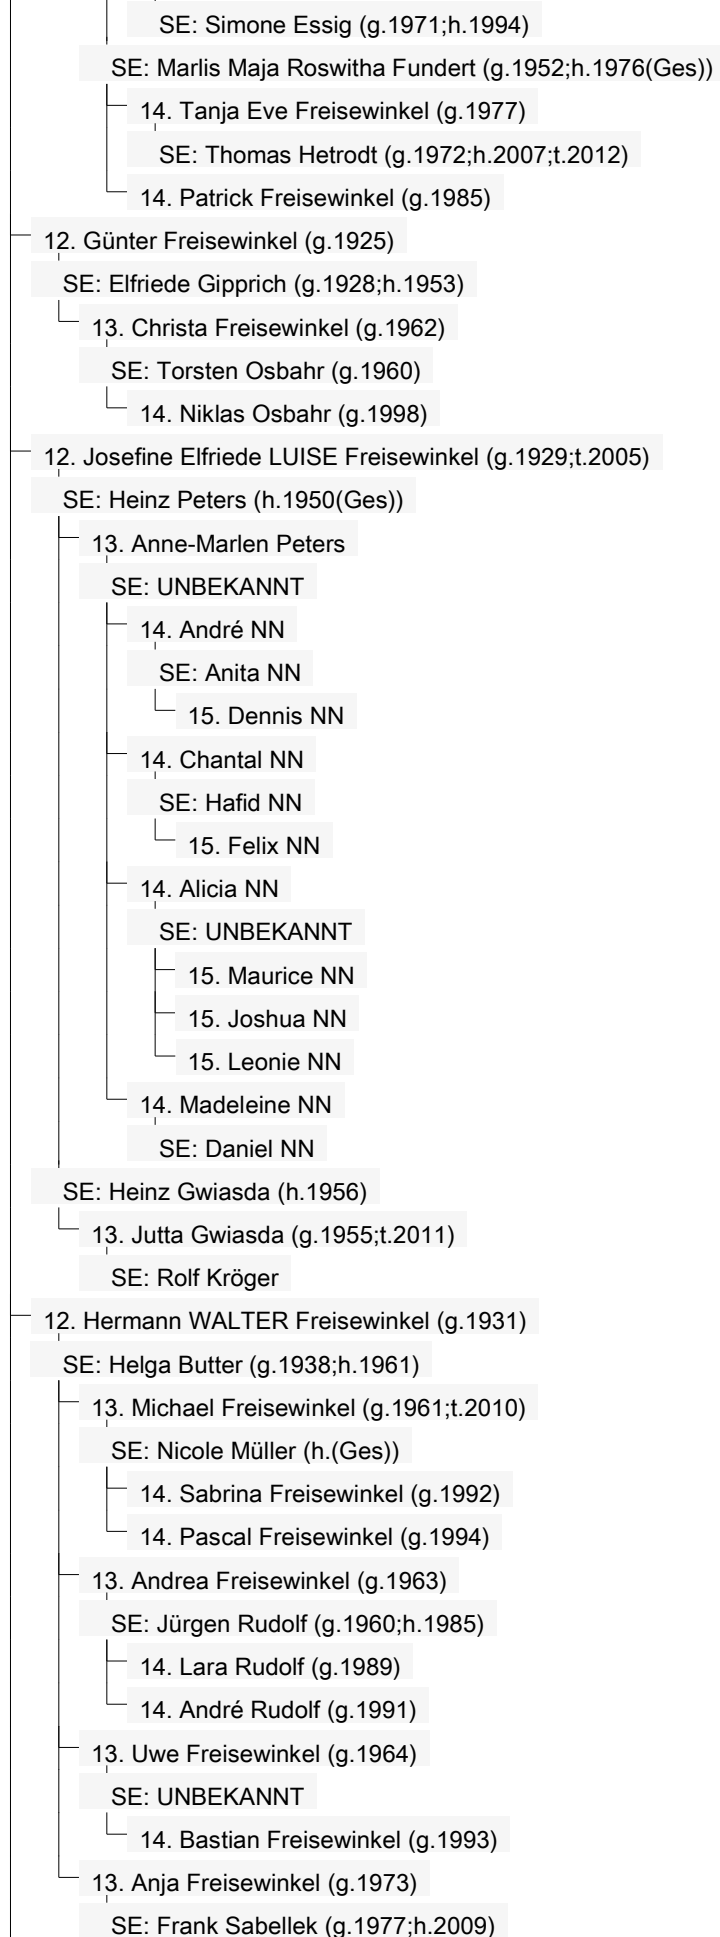 SE: Simone Essig (g.1971;h.1994)
SE: Marlis Maja Roswitha Fundert (g.1952;h.1976(Ges))
14. Tanja Eve Freisewinkel (g.1977)
SE: Thomas Hetrodt (g.1972;h.2007;t.2012)
14. Patrick Freisewinkel (g.1985)
12. Günter Freisewinkel (g.1925)
SE: Elfriede Gipprich (g.1928;h.1953)
13. Christa Freisewinkel (g.1962)
SE: Torsten Osbahr (g.1960)
14. Niklas Osbahr (g.1998)
12. Josefine Elfriede LUISE Freisewinkel (g.1929;t.2005)
SE: Heinz Peters (h.1950(Ges))
13. Anne-Marlen Peters
SE: UNBEKANNT
14. André NN
SE: Anita NN
15. Dennis NN
14. Chantal NN
SE: Hafid NN
15. Felix NN
14. Alicia NN
SE: UNBEKANNT
15. Maurice NN
15. Joshua NN
15. Leonie NN
14. Madeleine NN
SE: Daniel NN
SE: Heinz Gwiasda (h.1956)
13. Jutta Gwiasda (g.1955;t.2011)
SE: Rolf Kröger
12. Hermann WALTER Freisewinkel (g.1931)
SE: Helga Butter (g.1938;h.1961)
13. Michael Freisewinkel (g.1961;t.2010)
SE: Nicole Müller (h.(Ges))
14. Sabrina Freisewinkel (g.1992)
14. Pascal Freisewinkel (g.1994)
13. Andrea Freisewinkel (g.1963)
SE: Jürgen Rudolf (g.1960;h.1985)
14. Lara Rudolf (g.1989)
14. André Rudolf (g.1991)
13. Uwe Freisewinkel (g.1964)
SE: UNBEKANNT
14. Bastian Freisewinkel (g.1993)
13. Anja Freisewinkel (g.1973)
SE: Frank Sabellek (g.1977;h.2009)